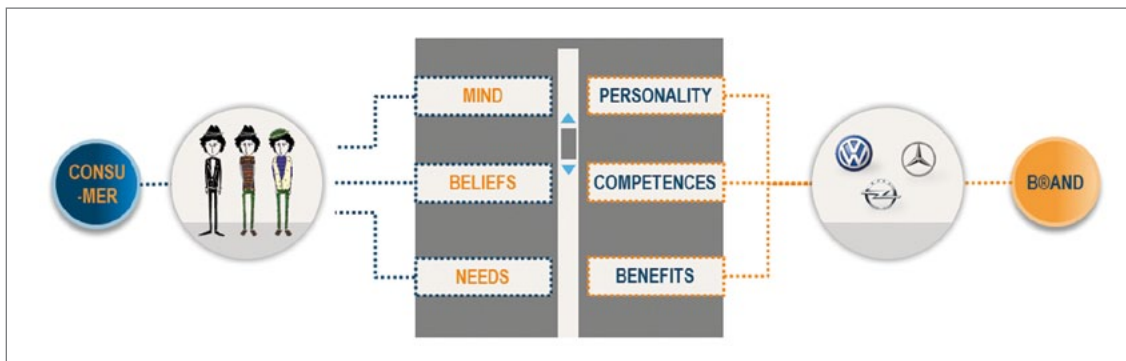 CONSU
-MER
MIND
BELIEFS
NEEDS
PERSONALITY
COMPETENCES
BENEFITS
B®AND